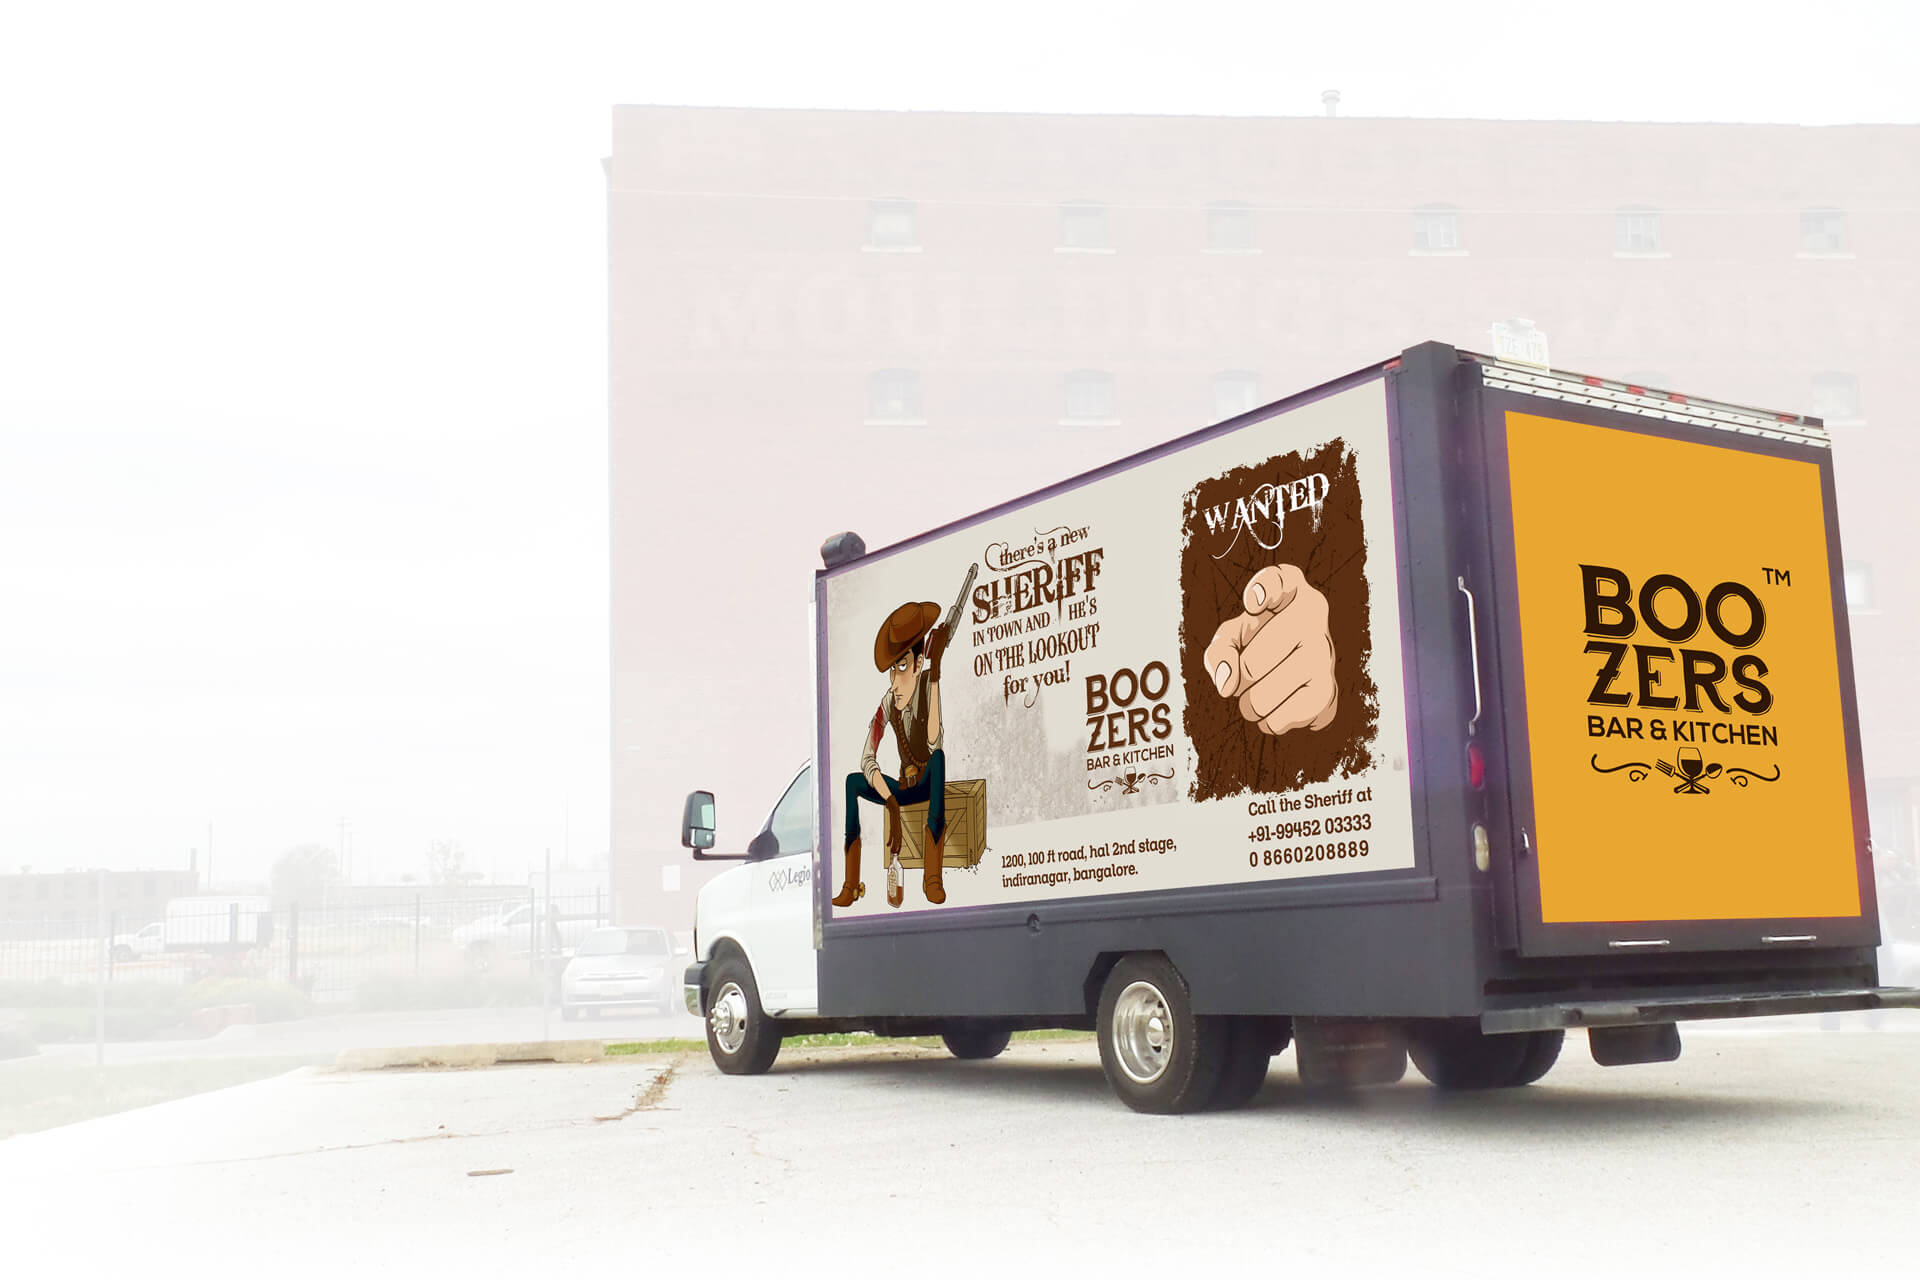 there's a new
SHERIFF
IN TOWN AND HE'S
ON THE LOOKOUT
for you!
BOO
ZERS
BAR & KITCHEN
WANTED
Call the Sheriff at
+91-99452 03333
0 8660208889
1200, 100 ft road, hal 2nd stage,
indiranagar, bangalore.
BOO™
ZERS
BAR & KITCHEN